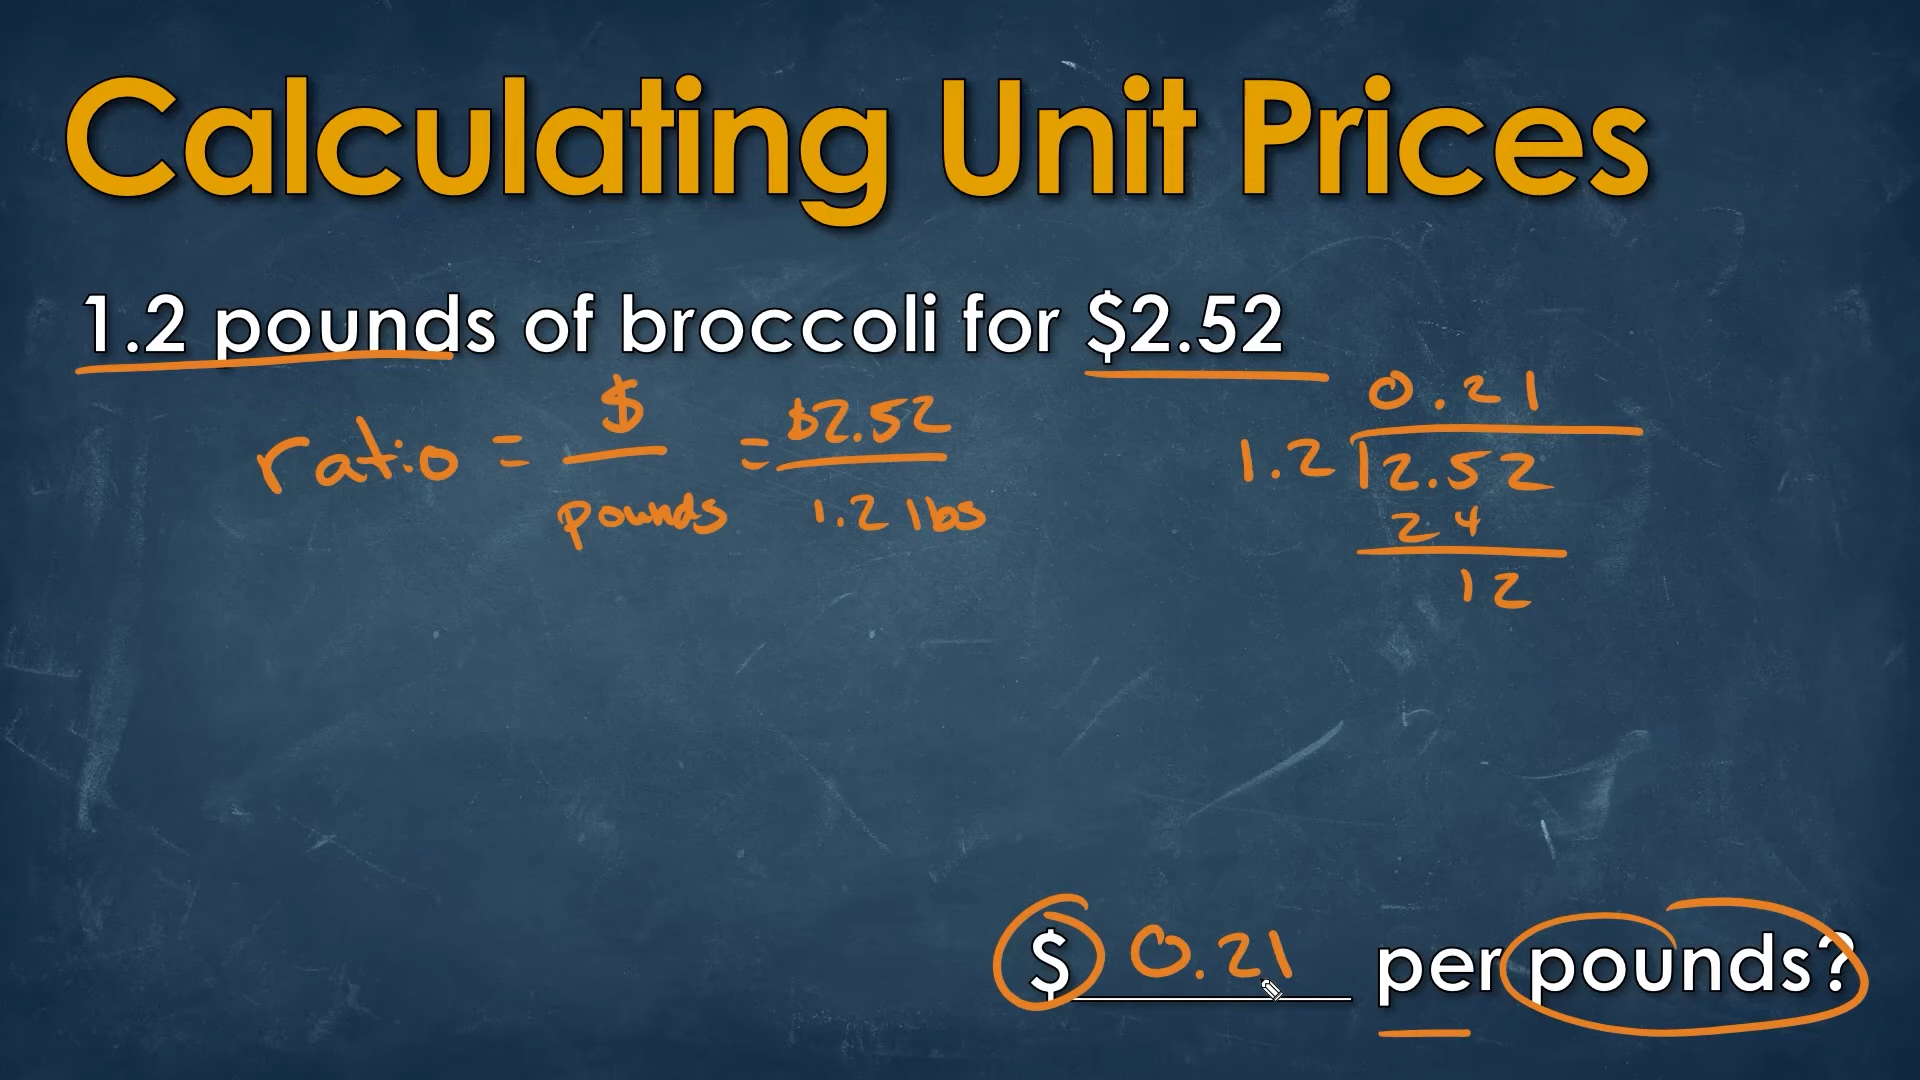 Calculating Unit Prices
1.2 pounds of broccoli for $2.52
ratio = $ / pounds = $2.52 / 1.2 lbs
0.21
1.2 2.52
24
12
$ 0.21 per pounds?